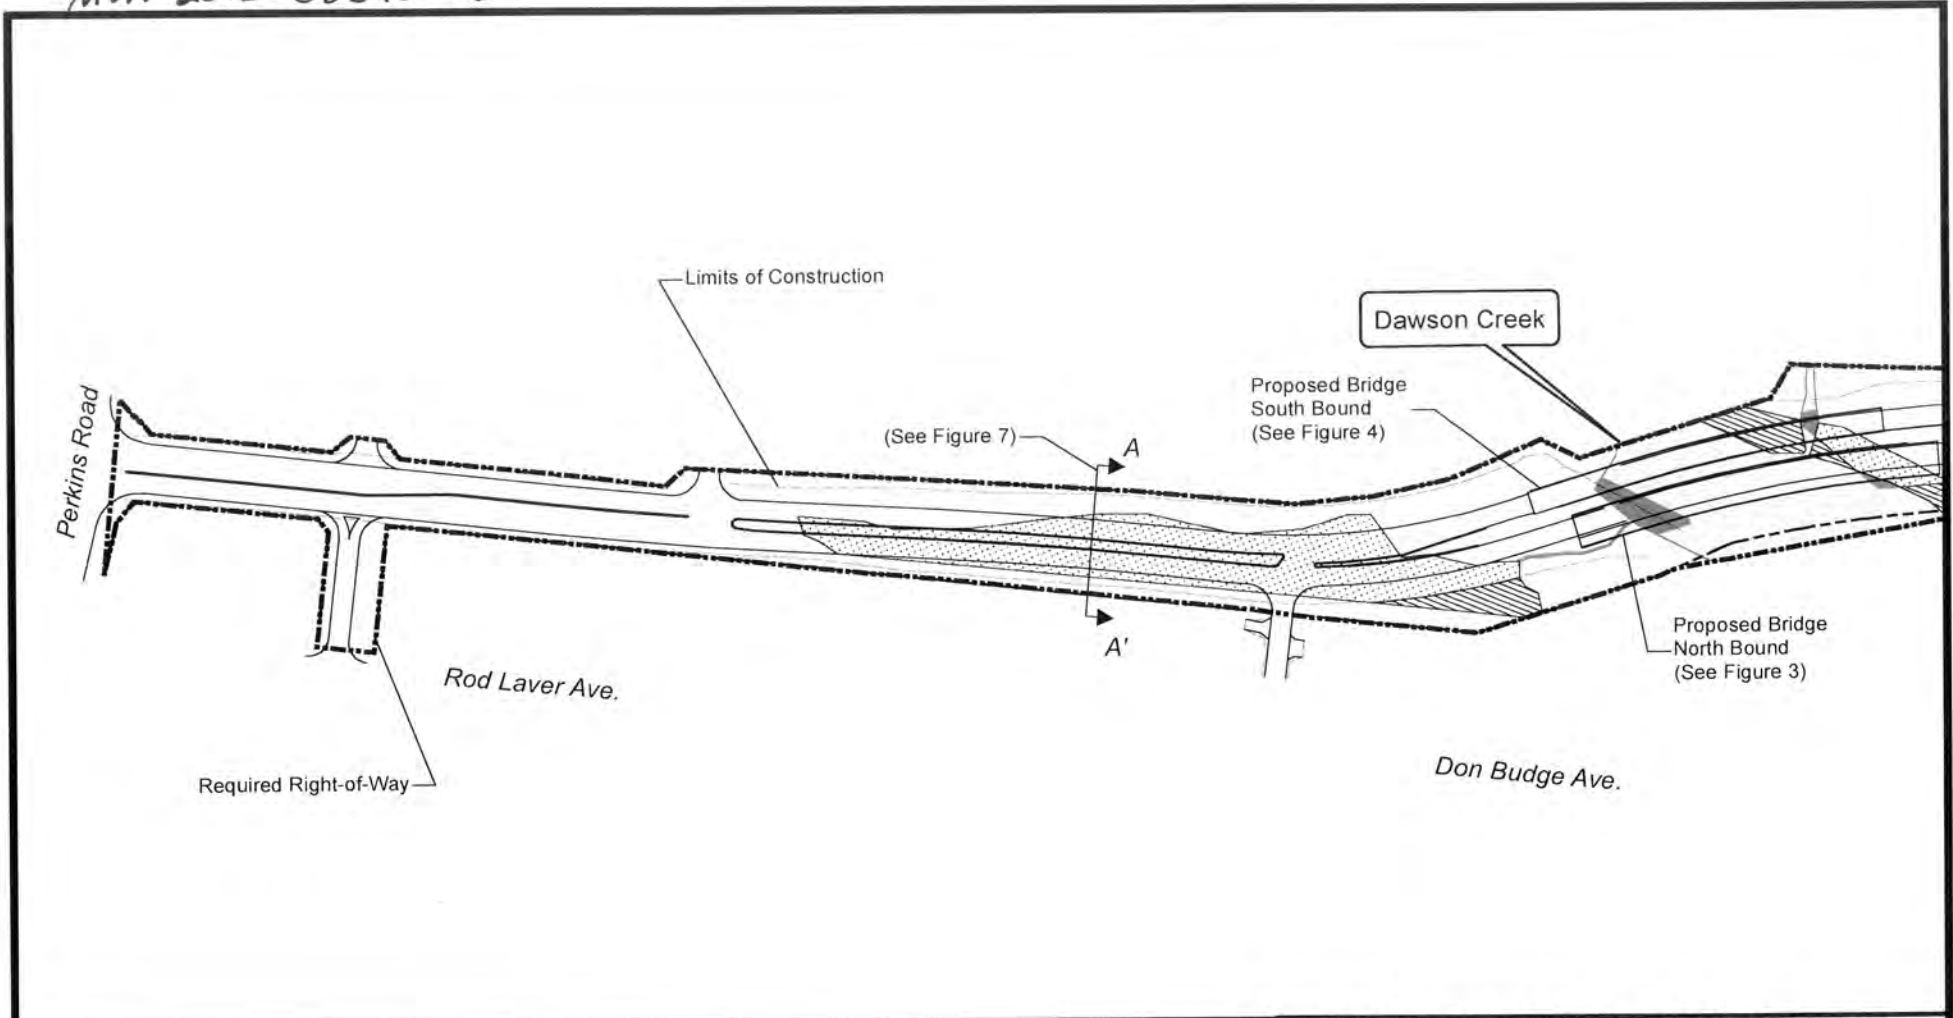 Limits of Construction
Dawson Creek
Proposed Bridge
South Bound
(See Figure 4)
(See Figure 7)
A
Perkins Road
A'
Proposed Bridge
North Bound
(See Figure 3)
Rod Laver Ave.
Required Right-of-Way
Don Budge Ave.